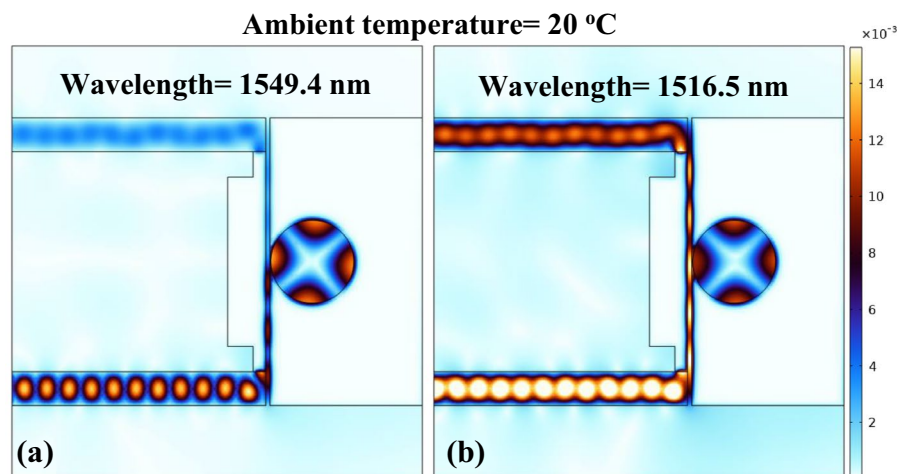 Ambient temperature= 20 °C
×10⁻³
Wavelength= 1549.4 nm
Wavelength= 1516.5 nm
14
12
10
8
6
4
2
(a)
(b)